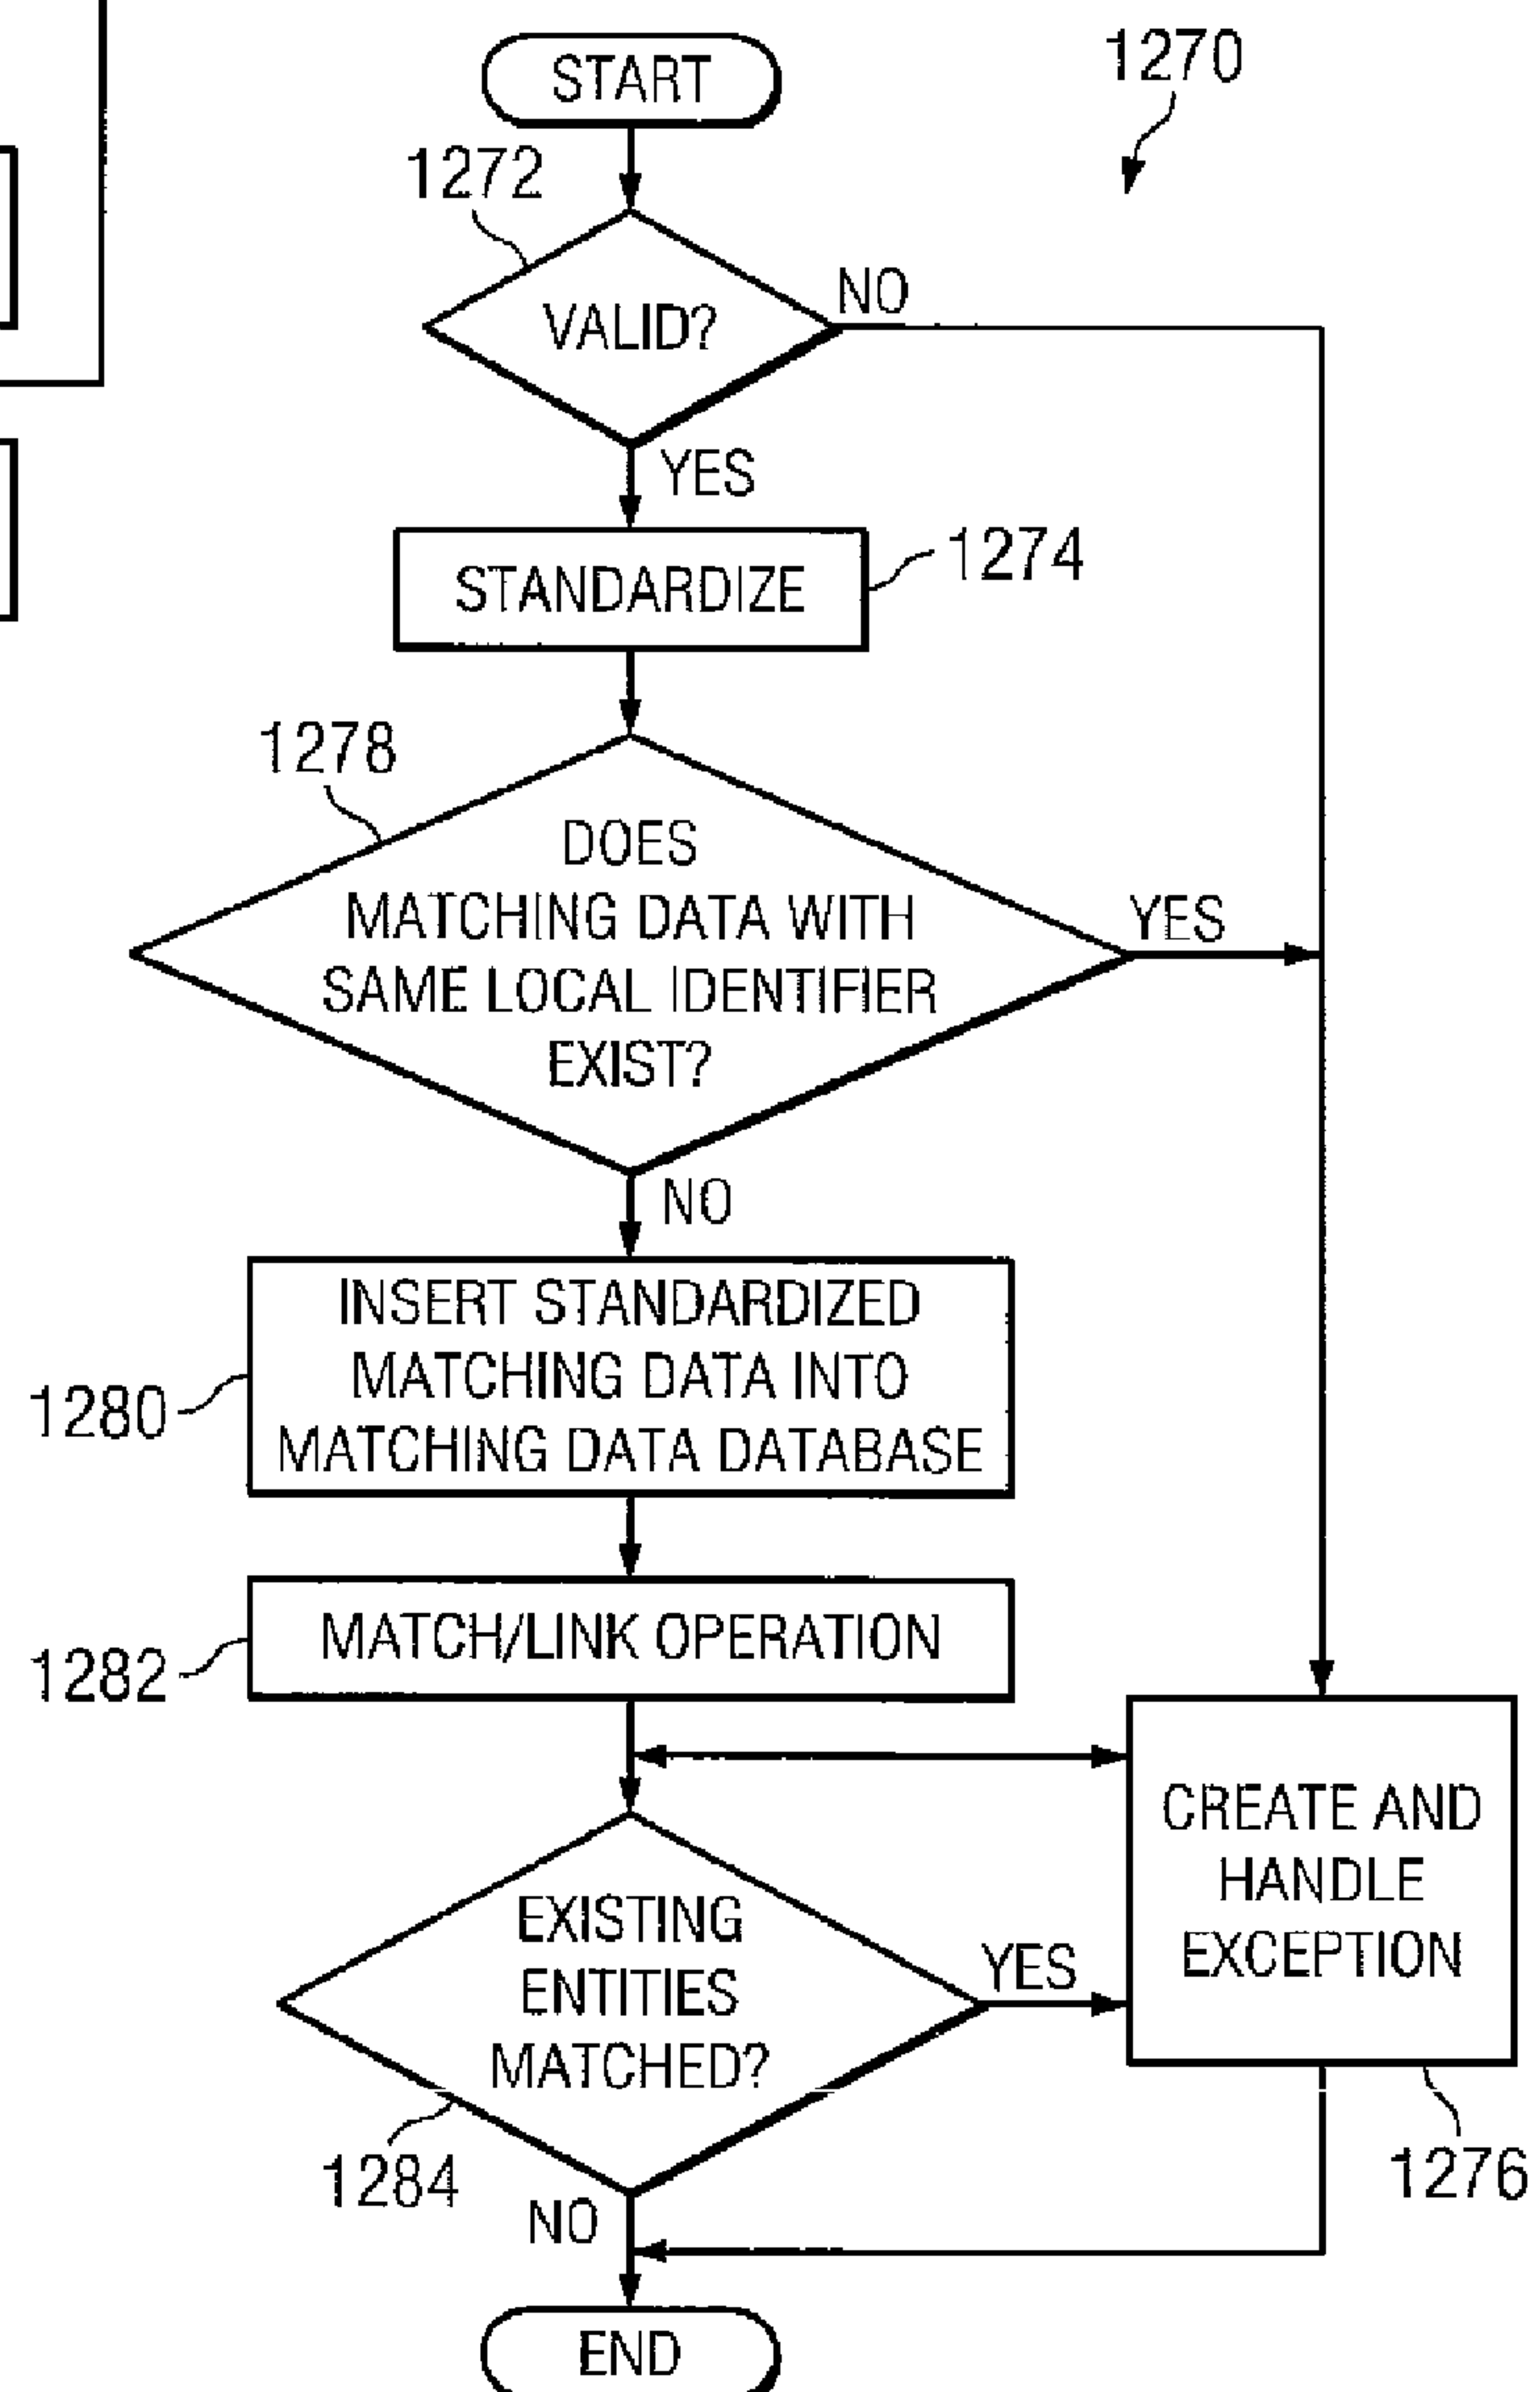 START
1270
1272
VALID?
NO
YES
STANDARDIZE
1274
1278
DOES
MATCHING DATA WITH
SAME LOCAL IDENTIFIER
EXIST?
YES
NO
INSERT STANDARDIZED
MATCHING DATA INTO
MATCHING DATA DATABASE
1280
MATCH/LINK OPERATION
1282
CREATE AND
HANDLE
EXCEPTION
EXISTING
ENTITIES
MATCHED?
YES
1284
1276
NO
END